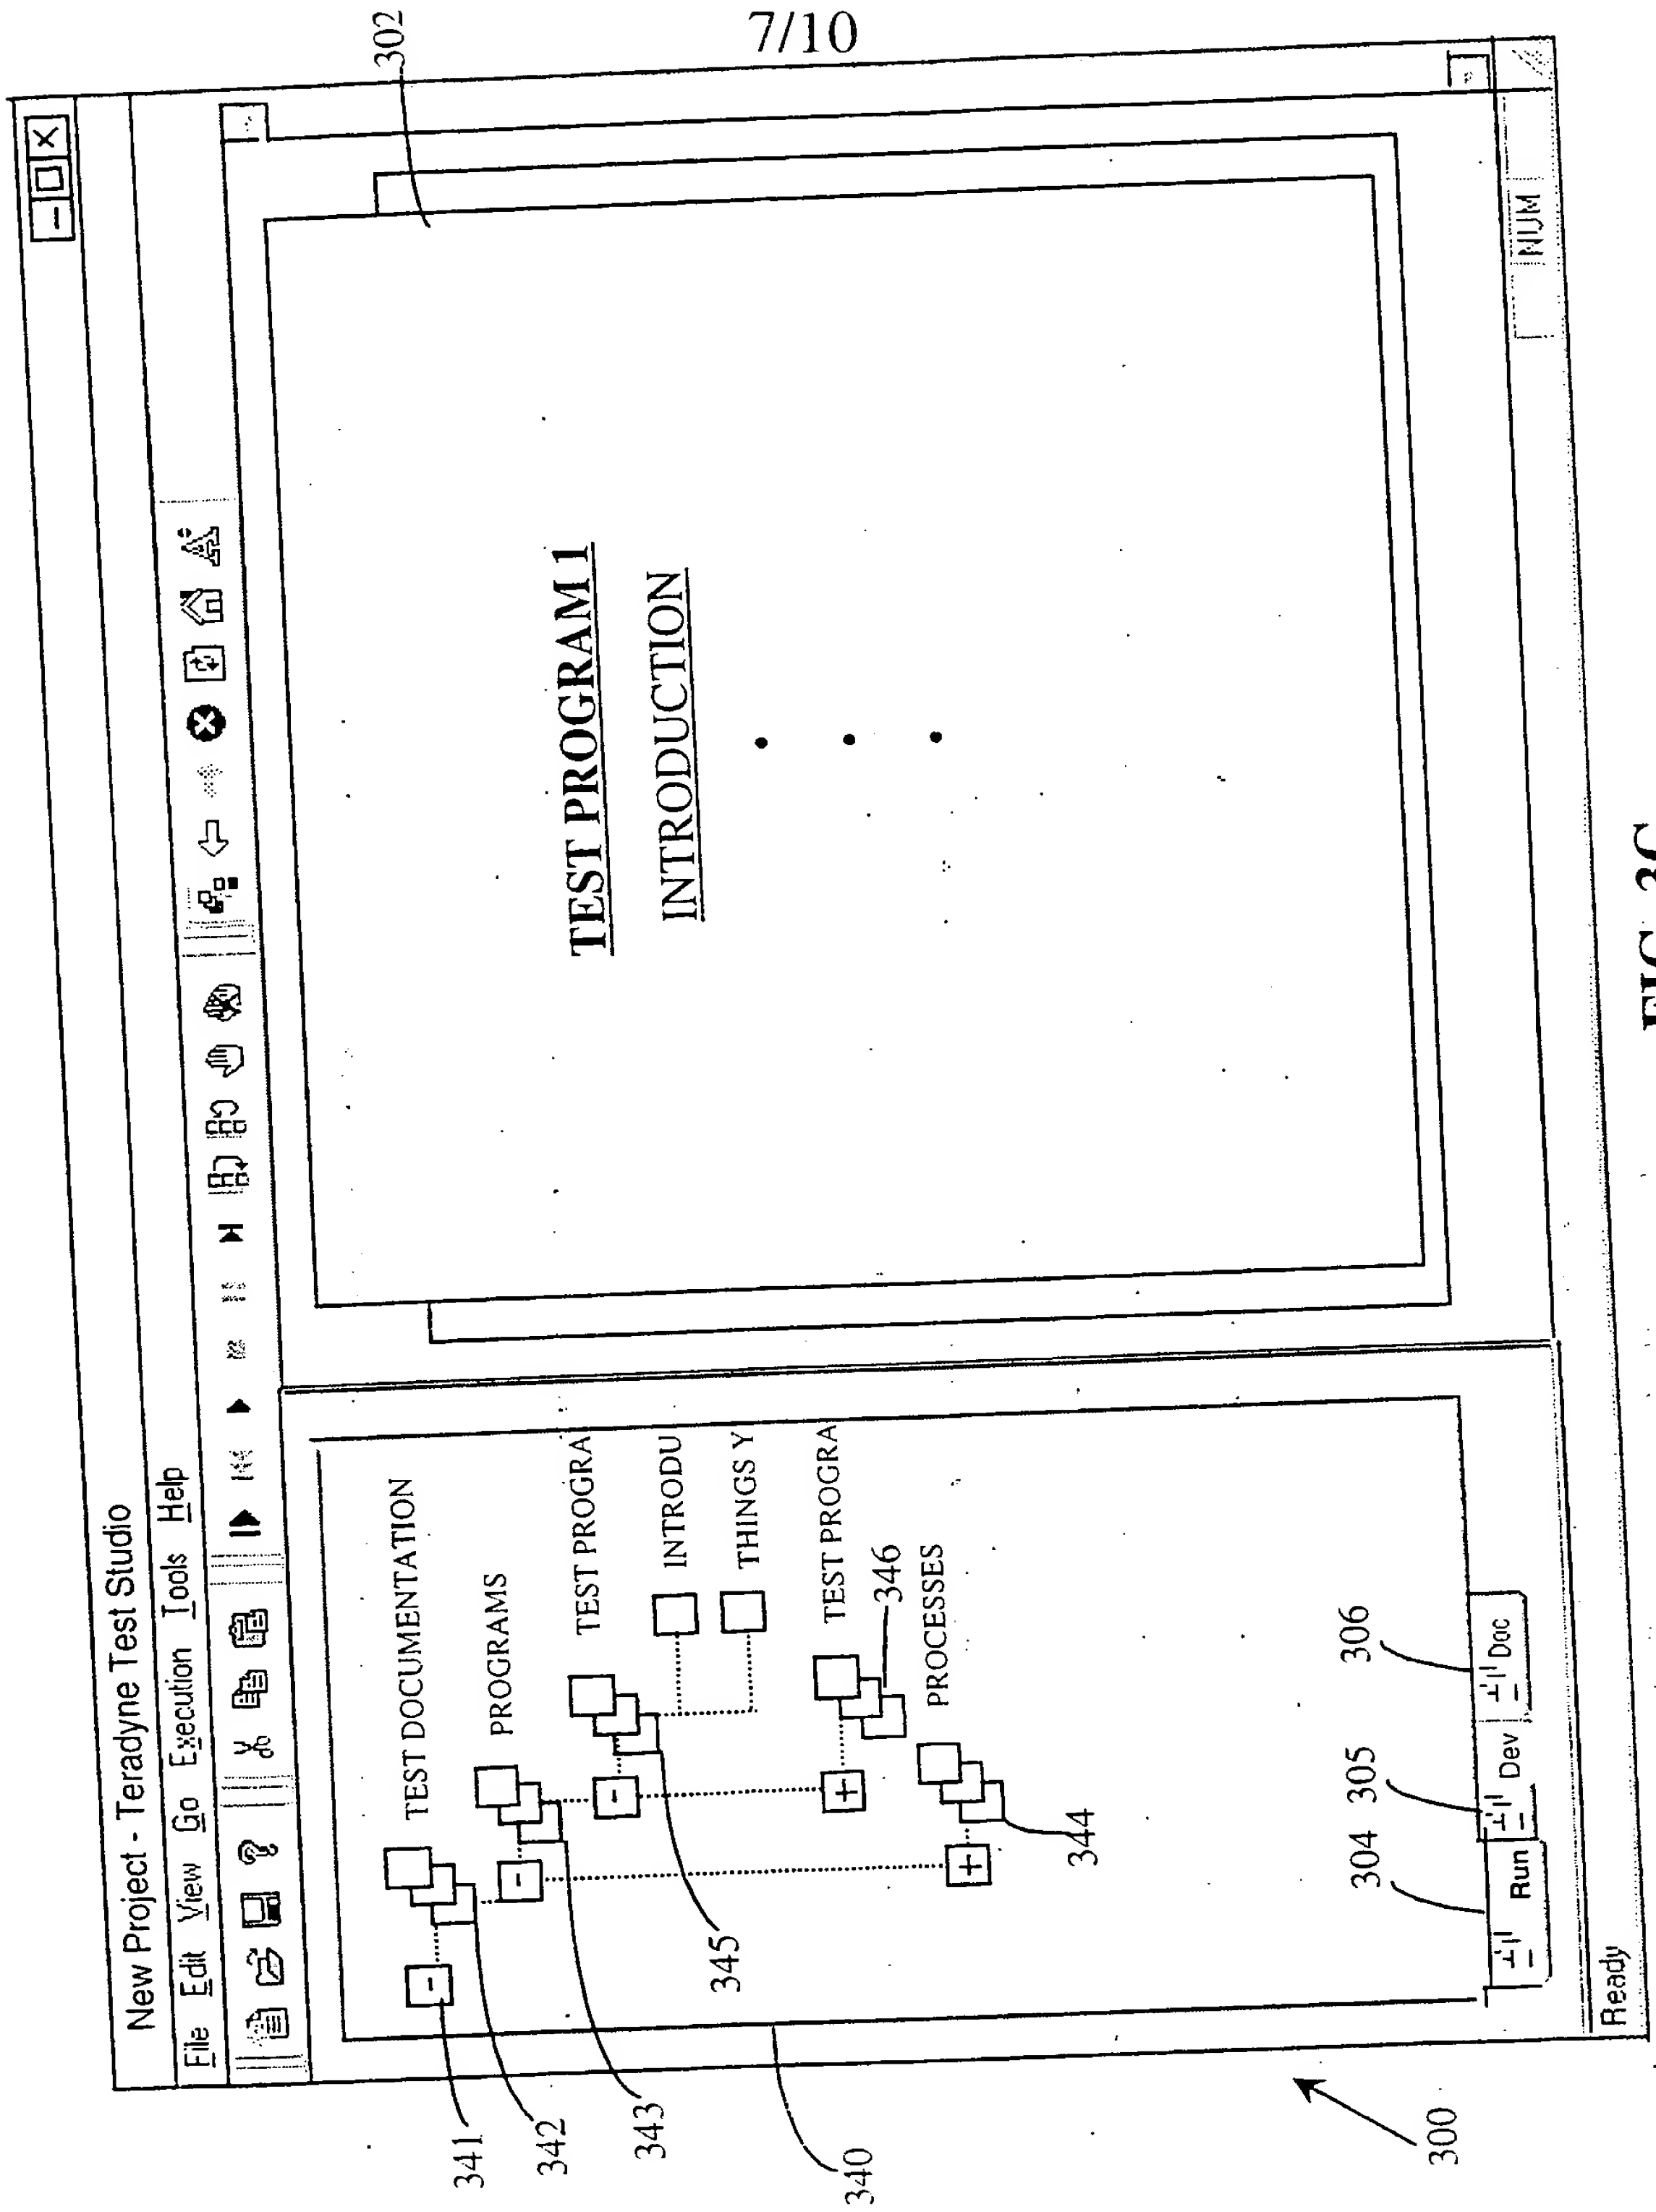 7/10
302
New Project - Teradyne Test Studio
File Edit View Go Execution Tools Help
TEST DOCUMENTATION
PROGRAMS
TEST PROGRA
INTRODU
THINGS Y
TEST PROGRA
346
PROCESSES
TEST PROGRAM 1
INTRODUCTION
341
342
343
345
344
340
304
305
306
Run
Dev
Doc
Ready
NUM
300
FIG. 3C